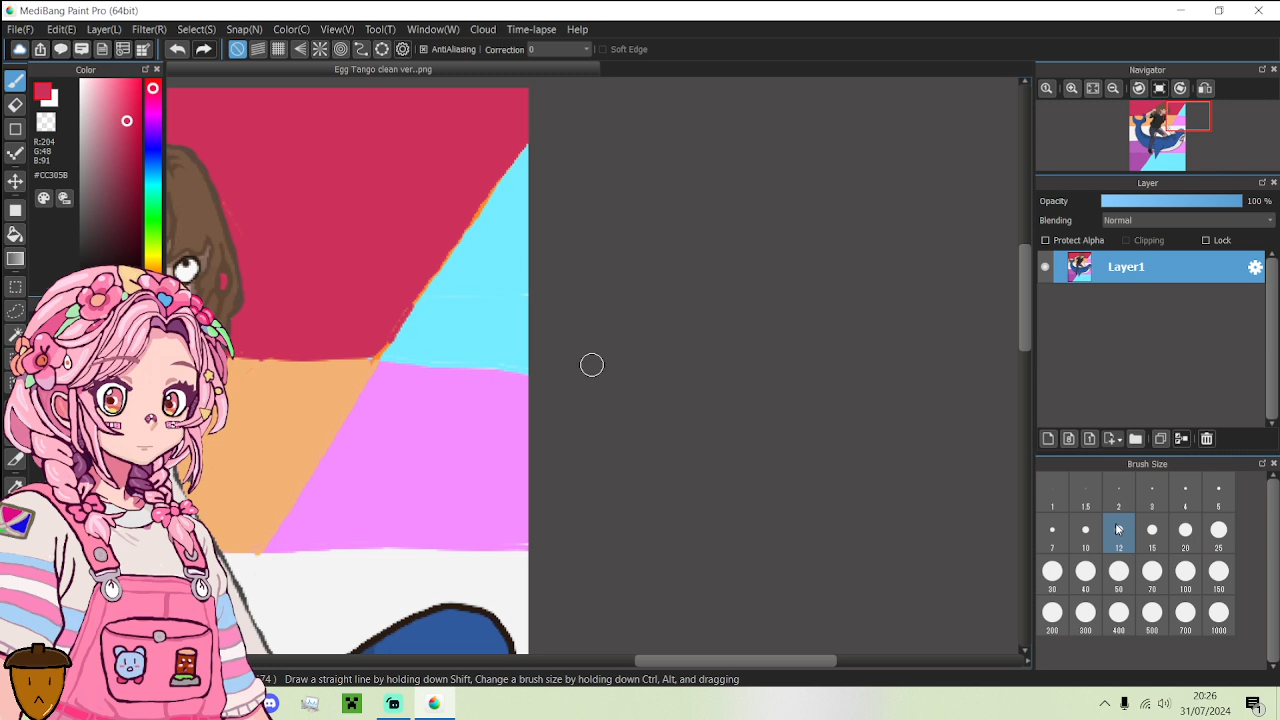 MediBang Paint Pro (64bit)
File(F) Edit(E) Layer(L) Filter(R) Select(S) Snap(N) Color(C) View(V) Tool(T) Window(W) Cloud Time-lapse Help
AntiAliasing Correction 0 Soft Edge
Color
Egg Tango clean ver..png
Navigator
R:204
G:48
B:91
#CC305B
Layer
Opacity 100 %
Blending Normal
Protect Alpha Clipping Lock
Layer1
Brush Size
1 1.5 2 3 4 5
7 10 12 15 20 25
30 40 50 70 100 150
200 300 400 500 700 1000
74 ) Draw a straight line by holding down Shift, Change a brush size by holding down Ctrl, Alt, and dragging
20:26
31/07/2024
1